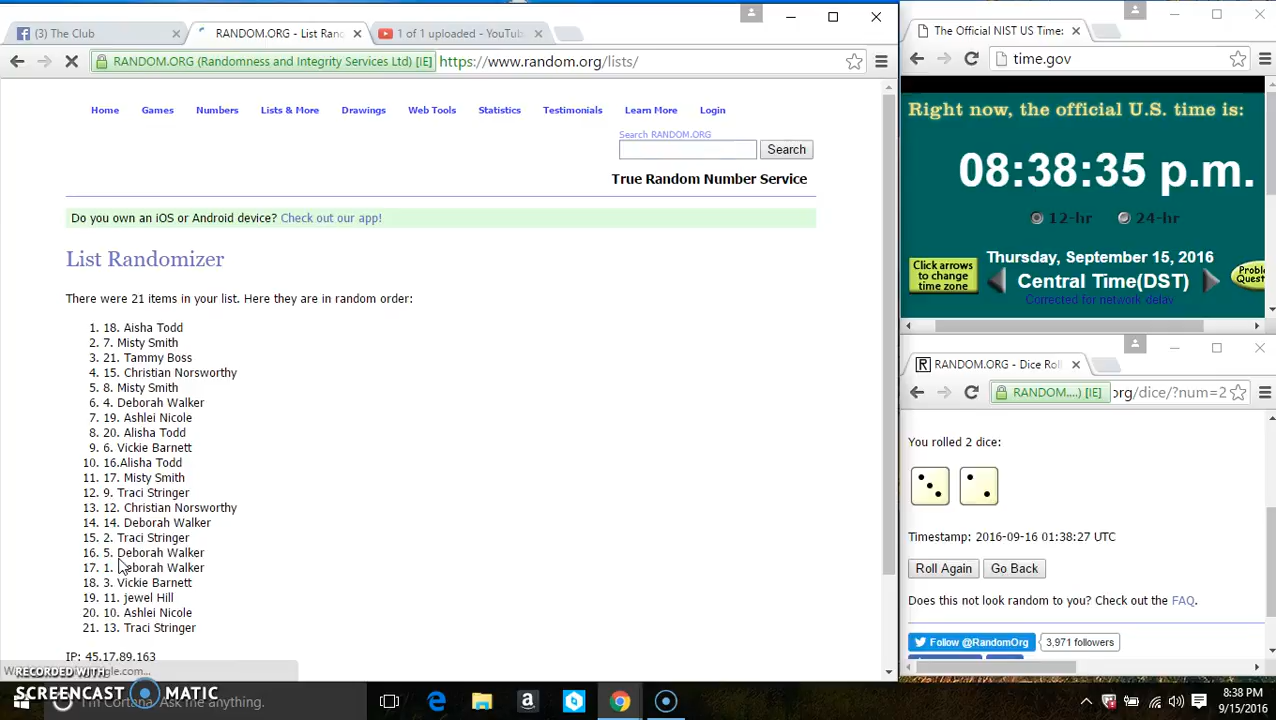 (3) The Club
RANDOM.ORG - List Ran
1 of 1 uploaded - YouTub
RANDOM.ORG (Randomness and Integrity Services Ltd) [IE] https://www.random.org/lists/
Home Games Numbers Lists & More Drawings Web Tools Statistics Testimonials Learn More Login
Search RANDOM.ORG
Search
True Random Number Service
Do you own an iOS or Android device? Check out our app!
List Randomizer
There were 21 items in your list. Here they are in random order:
1. 18. Aisha Todd
2. 7. Misty Smith
3. 21. Tammy Boss
4. 15. Christian Norsworthy
5. 8. Misty Smith
6. 4. Deborah Walker
7. 19. Ashlei Nicole
8. 20. Alisha Todd
9. 6. Vickie Barnett
10. 16.Alisha Todd
11. 17. Misty Smith
12. 9. Traci Stringer
13. 12. Christian Norsworthy
14. 14. Deborah Walker
15. 2. Traci Stringer
16. 5. Deborah Walker
17. 1. Deborah Walker
18. 3. Vickie Barnett
19. 11. jewel Hill
20. 10. Ashlei Nicole
21. 13. Traci Stringer
IP: 45.17.89.163
RECORDED WITH
SCREENCAST MATIC
I'm Cortana. Ask me anything.
The Official NIST US Time:
time.gov
Right now, the official U.S. time is:
08:38:35 p.m.
12-hr 24-hr
Thursday, September 15, 2016
Click arrows to change time zone
Central Time(DST)
Corrected for network delay
RANDOM.ORG - Dice Rol
RANDOM....) [IE] org/dice/?num=2
You rolled 2 dice:
Timestamp: 2016-09-16 01:38:27 UTC
Roll Again Go Back
Does this not look random to you? Check out the FAQ.
Follow @RandomOrg 3,971 followers
8:38 PM
9/15/2016